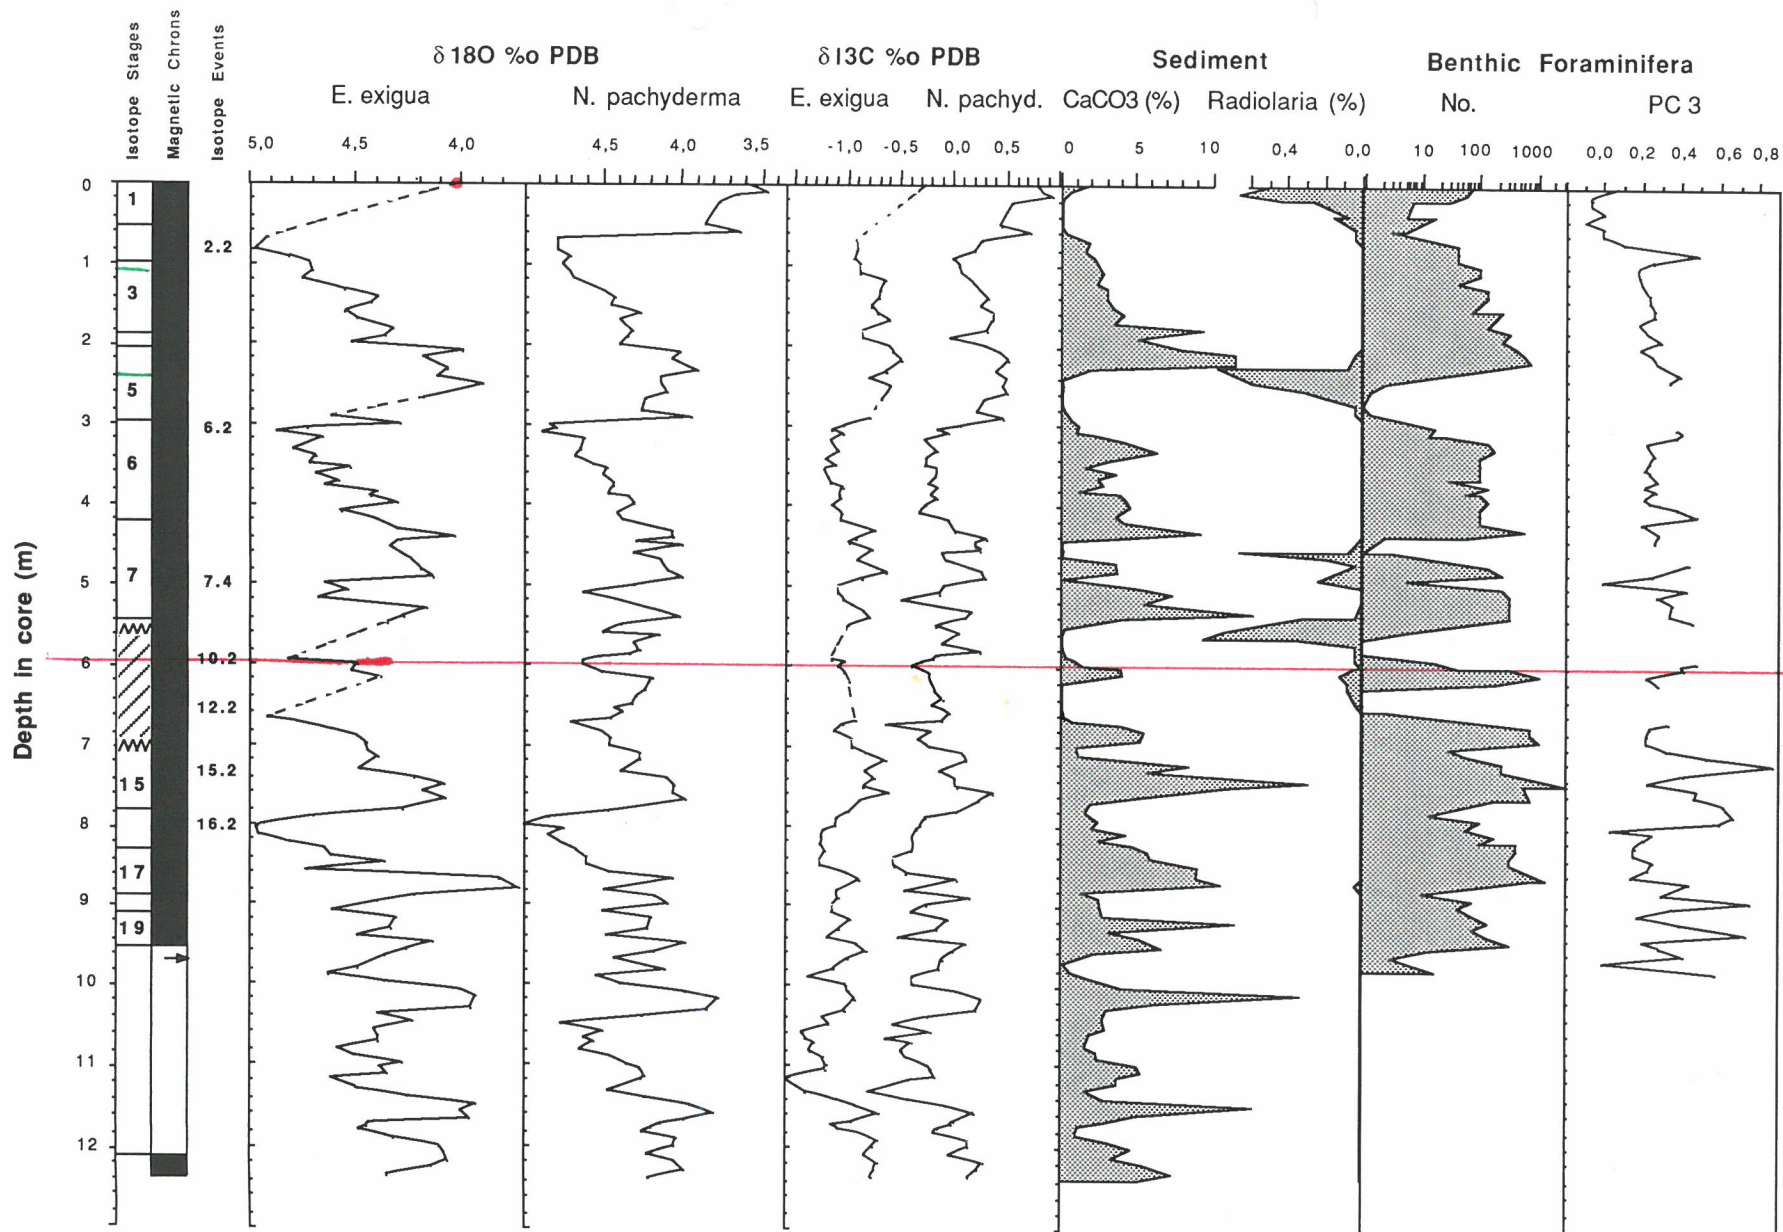 Isotope Stages
Magnetic Chrons
Isotope Events
δ 18O %o PDB
δ I3C %o PDB
Sediment
Benthic Foraminifera
E. exigua
N. pachyderma
E. exigua
N. pachyd.
CaCO3 (%)
Radiolaria (%)
No.
PC 3
5,0 4,5 4,0
4,5 4,0 3,5
-1,0 -0,5 0,0 0,5
0 5 10
0,4 0,0
10 100 1000
0,0 0,2 0,4 0,6 0,8
Depth in core (m)
0
1
2
3
4
5
6
7
8
9
10
11
12
1
3
5
6
7
15
17
19
2.2
6.2
7.4
10.2
12.2
15.2
16.2